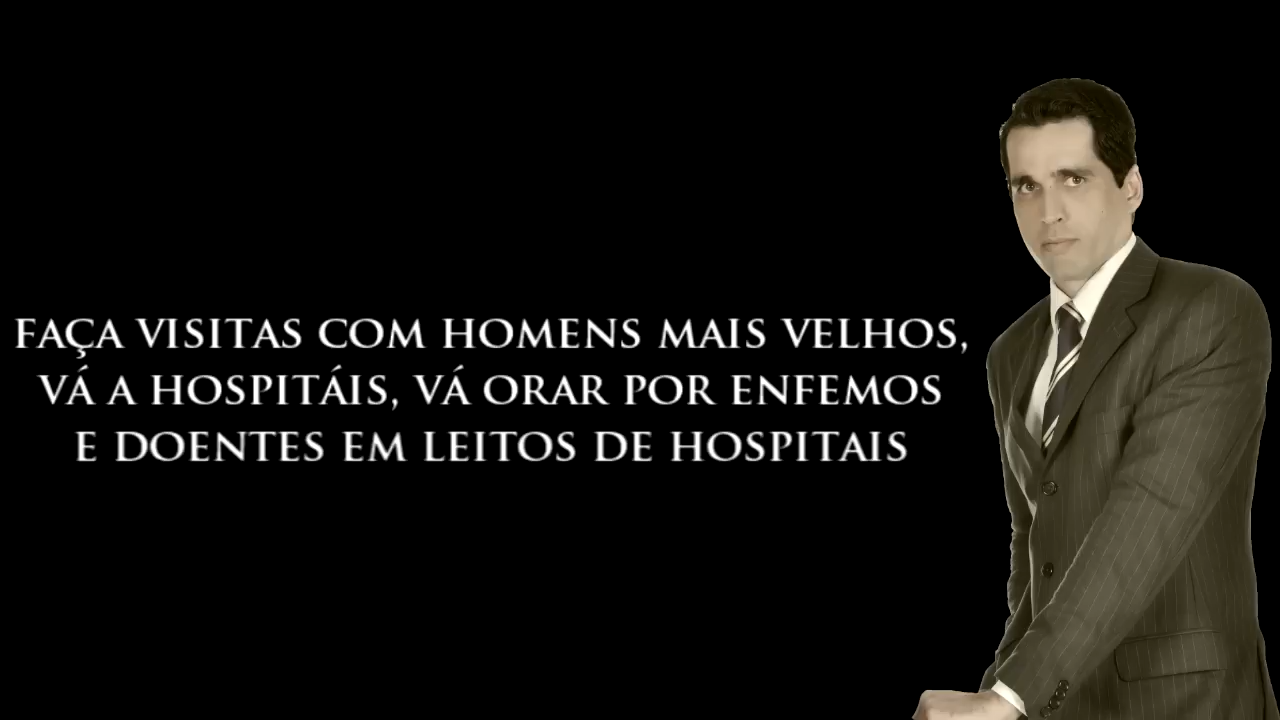 FAÇA VISITAS COM HOMENS MAIS VELHOS,
VÁ A HOSPITÁIS, VÁ ORAR POR ENFEMOS
E DOENTES EM LEITOS DE HOSPITAIS